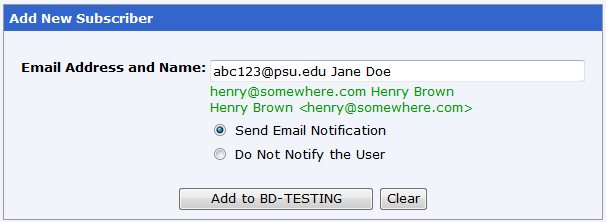 Add New Subscriber
Email Address and Name: abc123@psu.edu Jane Doe
henry@somewhere.com Henry Brown
Henry Brown <henry@somewhere.com>
Send Email Notification
Do Not Notify the User
Add to BD-TESTING Clear